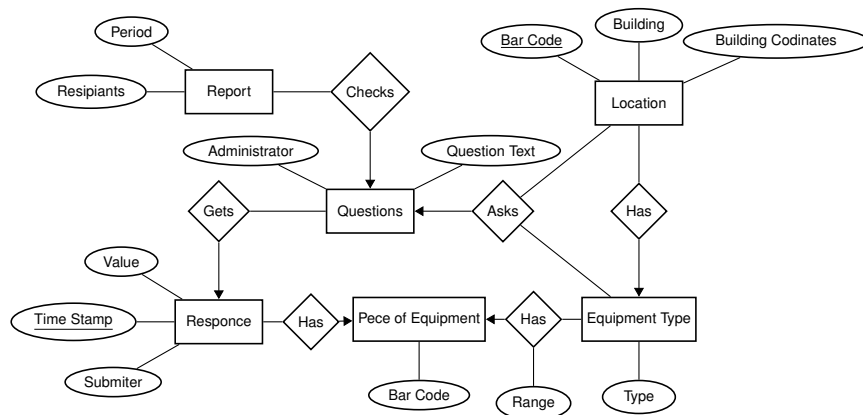 Period
Building
Bar Code
Building Codinates
Resipiants
Report
Checks
Location
Administrator
Question Text
Gets
Questions
Asks
Has
Value
Time Stamp
Responce
Has
Pece of Equipment
Has
Equipment Type
Submiter
Bar Code
Range
Type